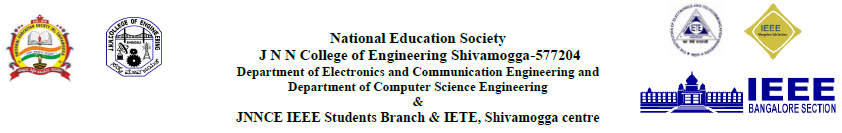 National Education Society
J N N College of Engineering Shivamogga-577204
Department of Electronics and Communication Engineering and
Department of Computer Science Engineering
&
JNNCE IEEE Students Branch & IETE, Shivamogga centre
IETE
IEEE
IEEE
BANGALORE SECTION